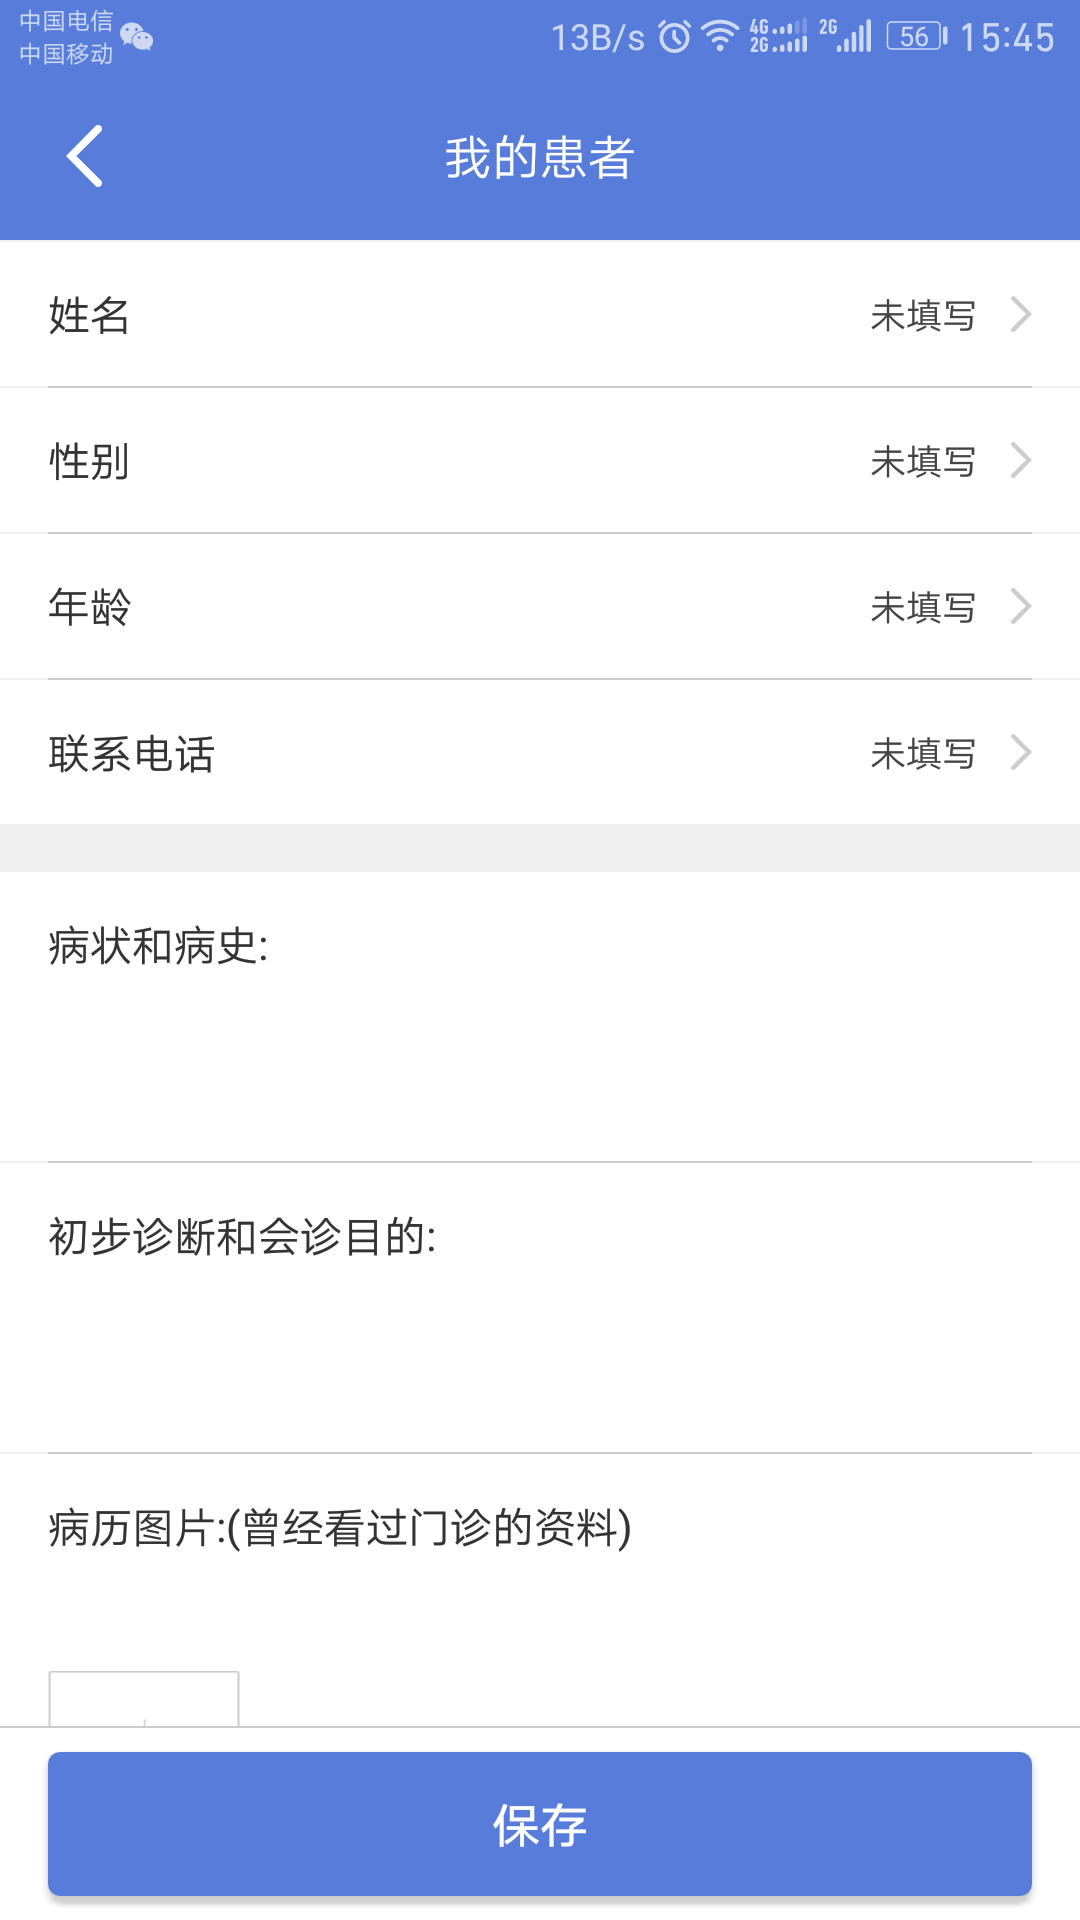 中国电信
中国移动
13B/s 4G 2G 2G 56 15:45
我的患者
姓名 未填写
性别 未填写
年龄 未填写
联系电话 未填写
病状和病史:
初步诊断和会诊目的:
病历图片:(曾经看过门诊的资料)
保存